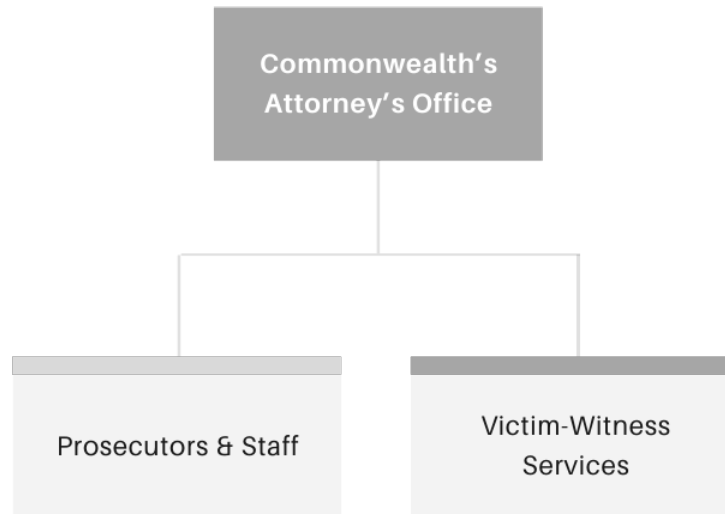 Commonwealth’s
Attorney’s Office
Prosecutors & Staff
Victim-Witness
Services